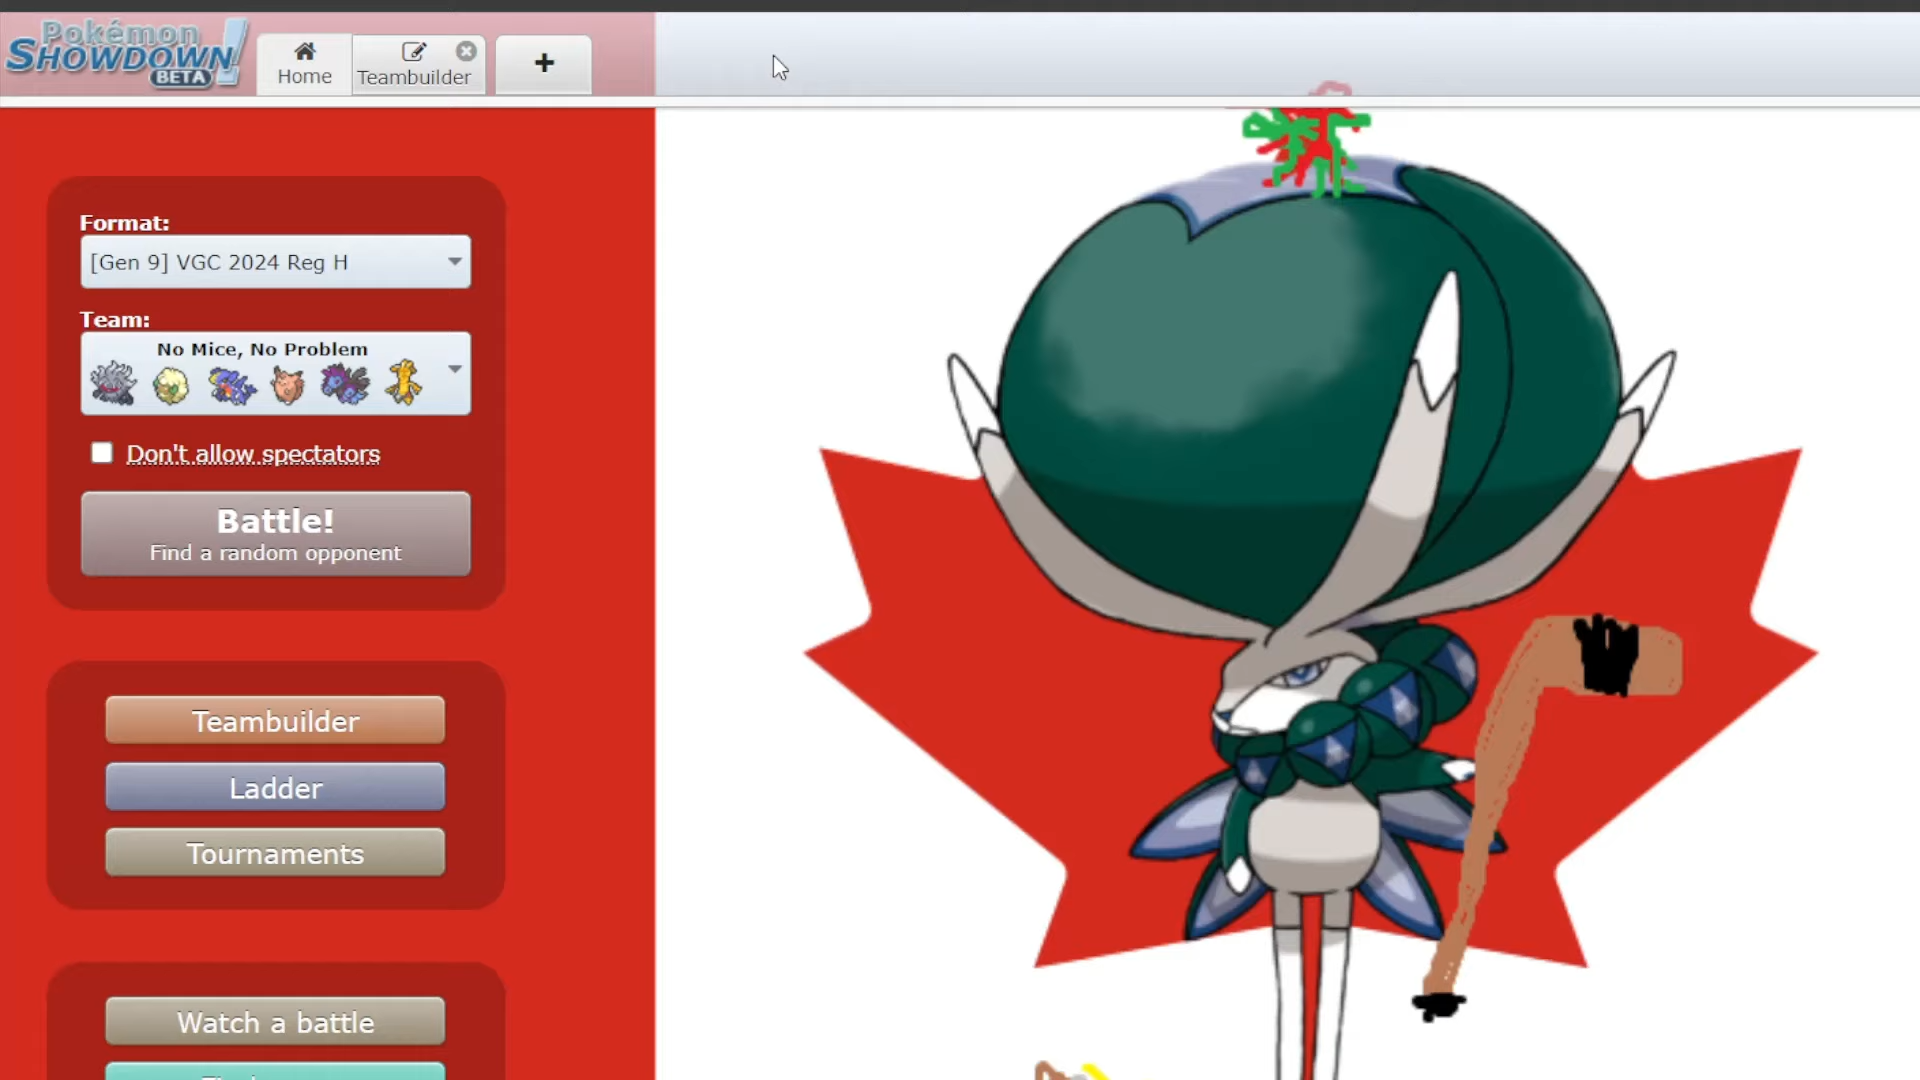 Pokémon
SHOWDOWN!
BETA
Home
Teambuilder
+
Format:
[Gen 9] VGC 2024 Reg H
Team:
No Mice, No Problem
Don't allow spectators
Battle!
Find a random opponent
Teambuilder
Ladder
Tournaments
Watch a battle